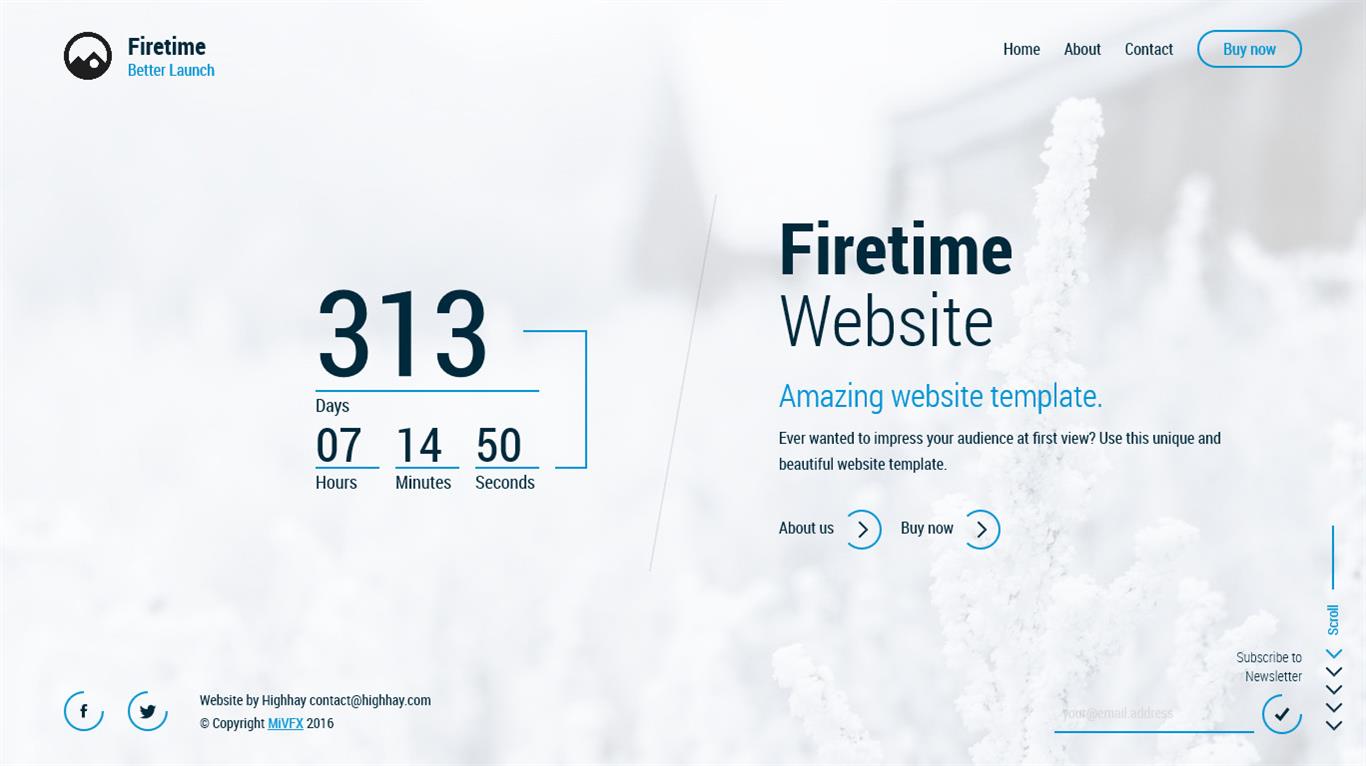 Firetime
Better Launch
Home
About
Contact
Buy now
313
Days
07
14
50
Hours
Minutes
Seconds
Firetime
Website
Amazing website template.
Ever wanted to impress your audience at first view? Use this unique and
beautiful website template.
About us
Buy now
Scroll
Subscribe to
Newsletter
your@email.address
Website by Highhay contact@highhay.com
© Copyright MiVFX 2016